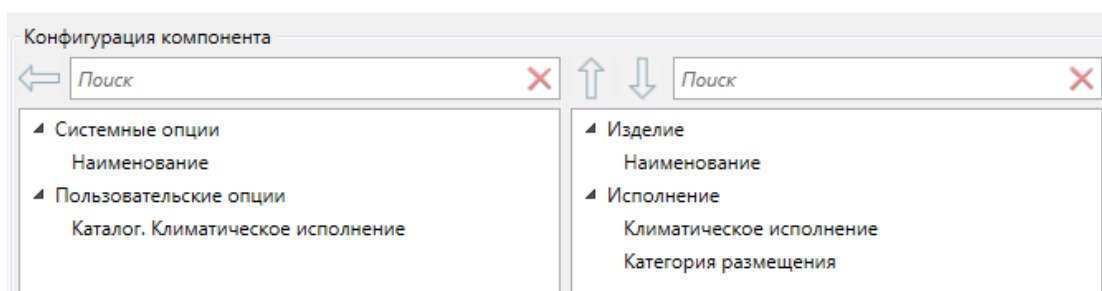 Конфигурация компонента
Поиск
Поиск
Системные опции
Наименование
Пользовательские опции
Каталог. Климатическое исполнение
Изделие
Наименование
Исполнение
Климатическое исполнение
Категория размещения